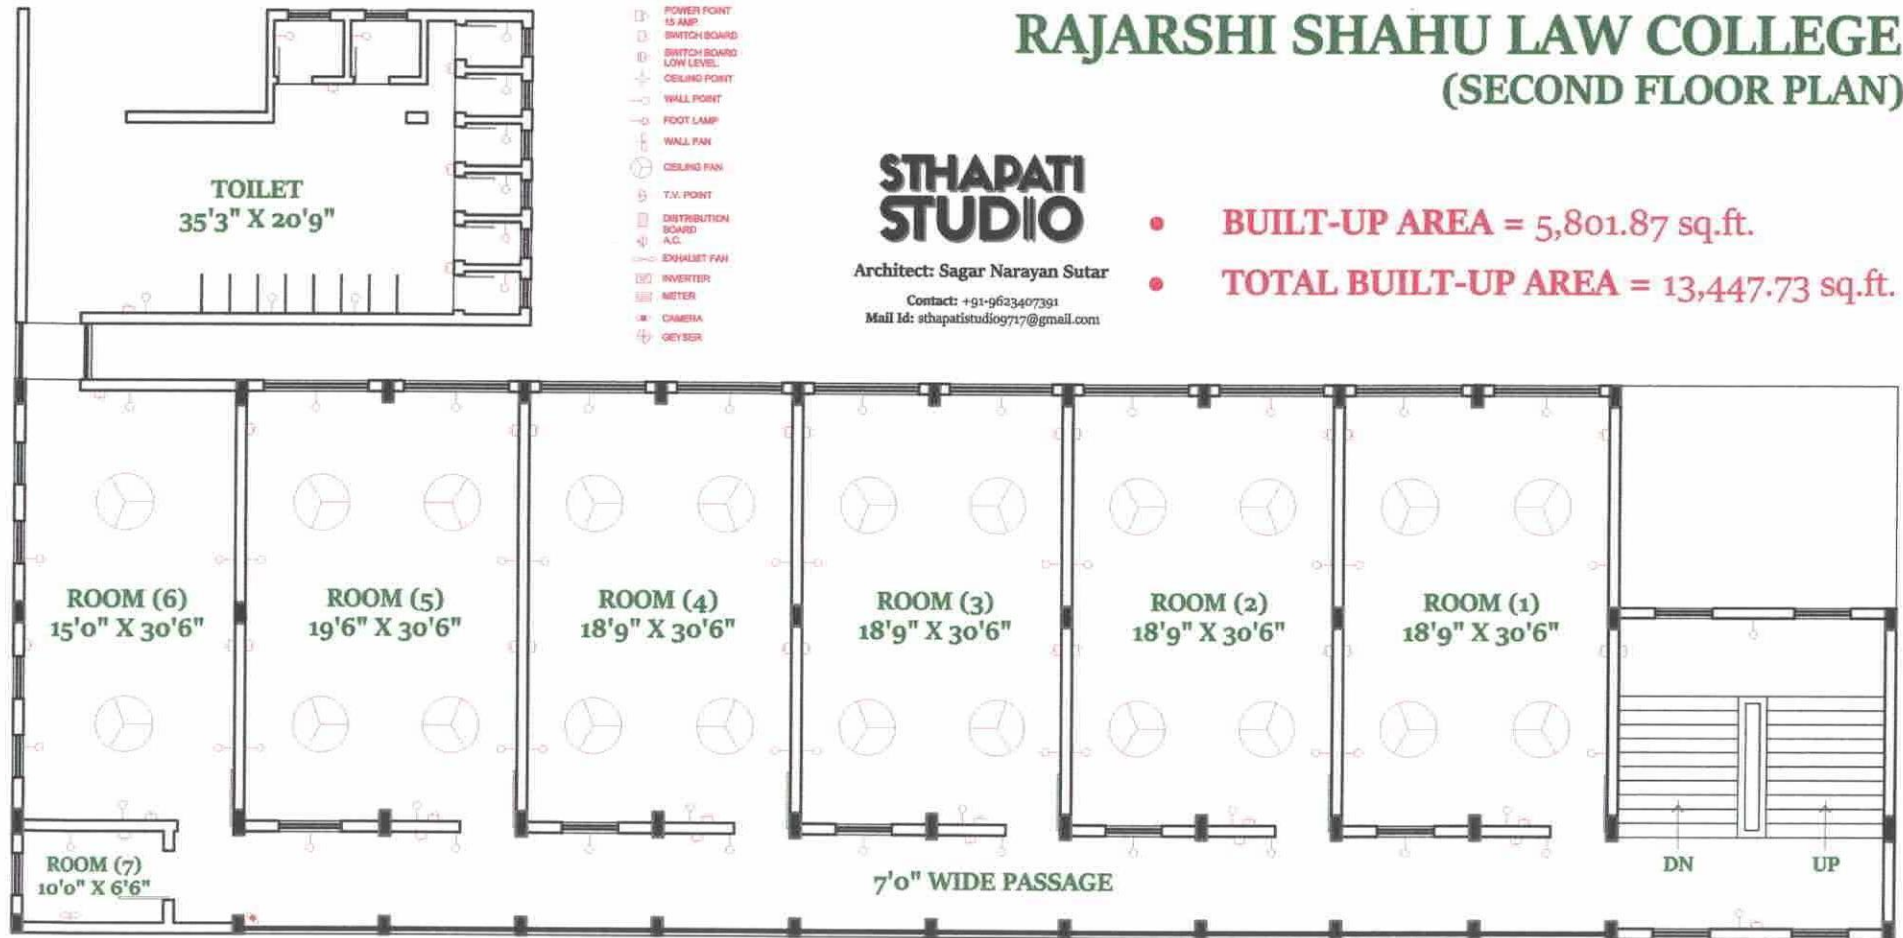 RAJARSHI SHAHU LAW COLLEGE
(SECOND FLOOR PLAN)
POWER POINT
15 AMP
SWITCH BOARD
SWITCH BOARD
LOW LEVEL
CEILING POINT
WALL POINT
FOOT LAMP
WALL FAN
CEILING FAN
T.V. POINT
DISTRIBUTION
BOARD
A.C.
EXHAUST FAN
INVERTER
METER
CAMERA
GEYSER
STHAPATI
STUDIO
Architect: Sagar Narayan Sutar
Contact: +91-9623407391
Mail Id: sthapatistudio9717@gmail.com
• BUILT-UP AREA = 5,801.87 sq.ft.
• TOTAL BUILT-UP AREA = 13,447.73 sq.ft.
TOILET
35'3" X 20'9"
ROOM (6)
15'0" X 30'6"
ROOM (5)
19'6" X 30'6"
ROOM (4)
18'9" X 30'6"
ROOM (3)
18'9" X 30'6"
ROOM (2)
18'9" X 30'6"
ROOM (1)
18'9" X 30'6"
ROOM (7)
10'0" X 6'6"
7'0" WIDE PASSAGE
DN
UP